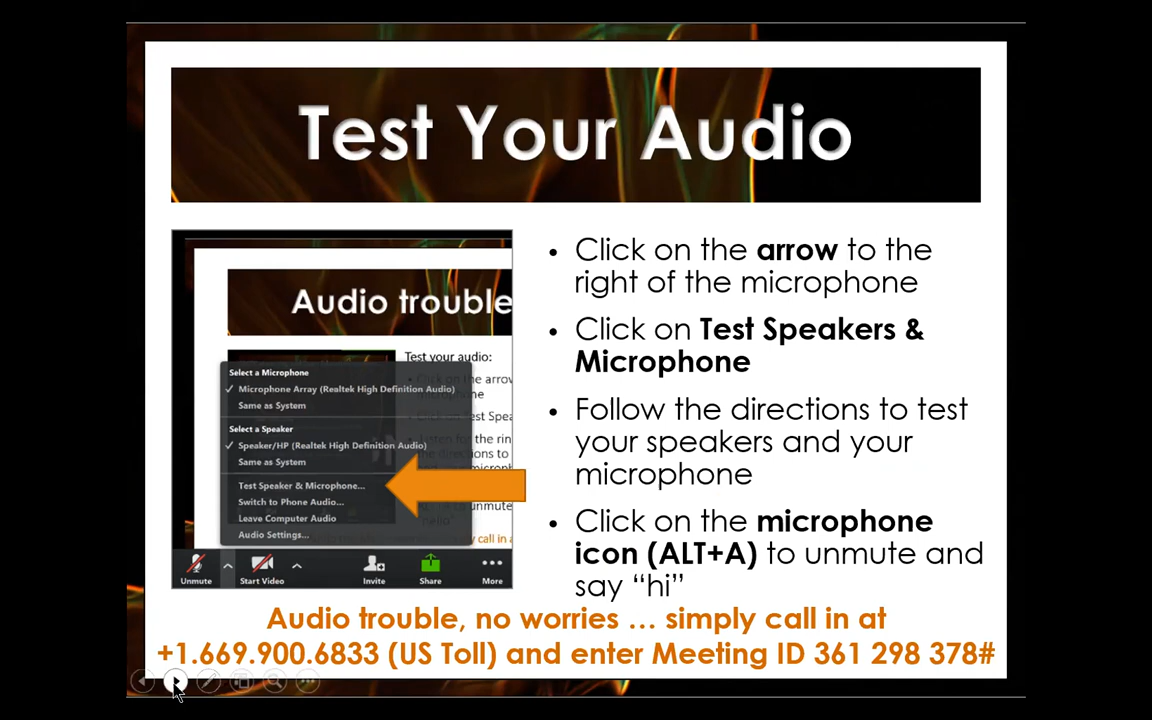 Test Your Audio
Audio trouble
Test your audio:
Select a Microphone
✓ Microphone Array (Realtek High Definition Audio)
Same as System
Select a Speaker
✓ Speaker/HP (Realtek High Definition Audio)
Same as System
Test Speaker & Microphone...
Switch to Phone Audio...
Leave Computer Audio
Audio Settings...
Unmute
Start Video
Invite
Share
More
• Click on the arrow to the
right of the microphone
• Click on Test Speakers &
Microphone
• Follow the directions to test
your speakers and your
microphone
• Click on the microphone
icon (ALT+A) to unmute and
say “hi”
Audio trouble, no worries … simply call in at
+1.669.900.6833 (US Toll) and enter Meeting ID 361 298 378#